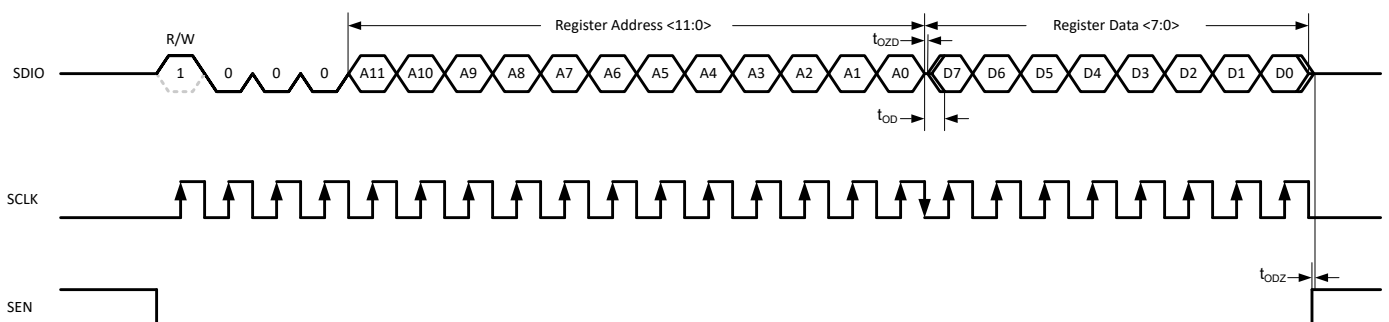 Register Address <11:0> Register Data <7:0>
R/W tOZD
SDIO 1 0 0 0 A11 A10 A9 A8 A7 A6 A5 A4 A3 A2 A1 A0 D7 D6 D5 D4 D3 D2 D1 D0
tOD
SCLK
tODZ
SEN